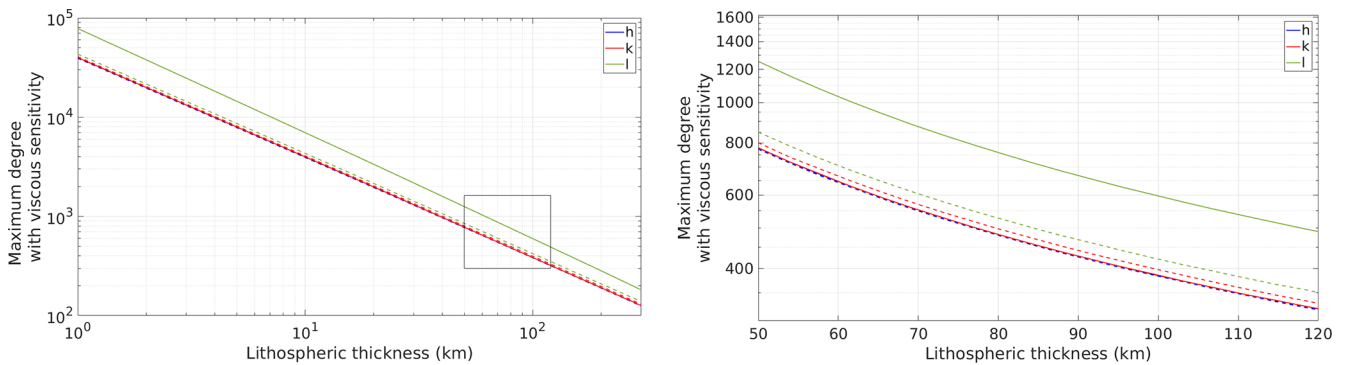 10^5
10^4
10^3
10^2
10^0
10^1
10^2
Maximum degree
with viscous sensitivity
Lithospheric thickness (km)
h
k
l
1600
1400
1200
1000
800
600
400
50
60
70
80
90
100
110
120
Maximum degree
with viscous sensitivity
Lithospheric thickness (km)
h
k
l